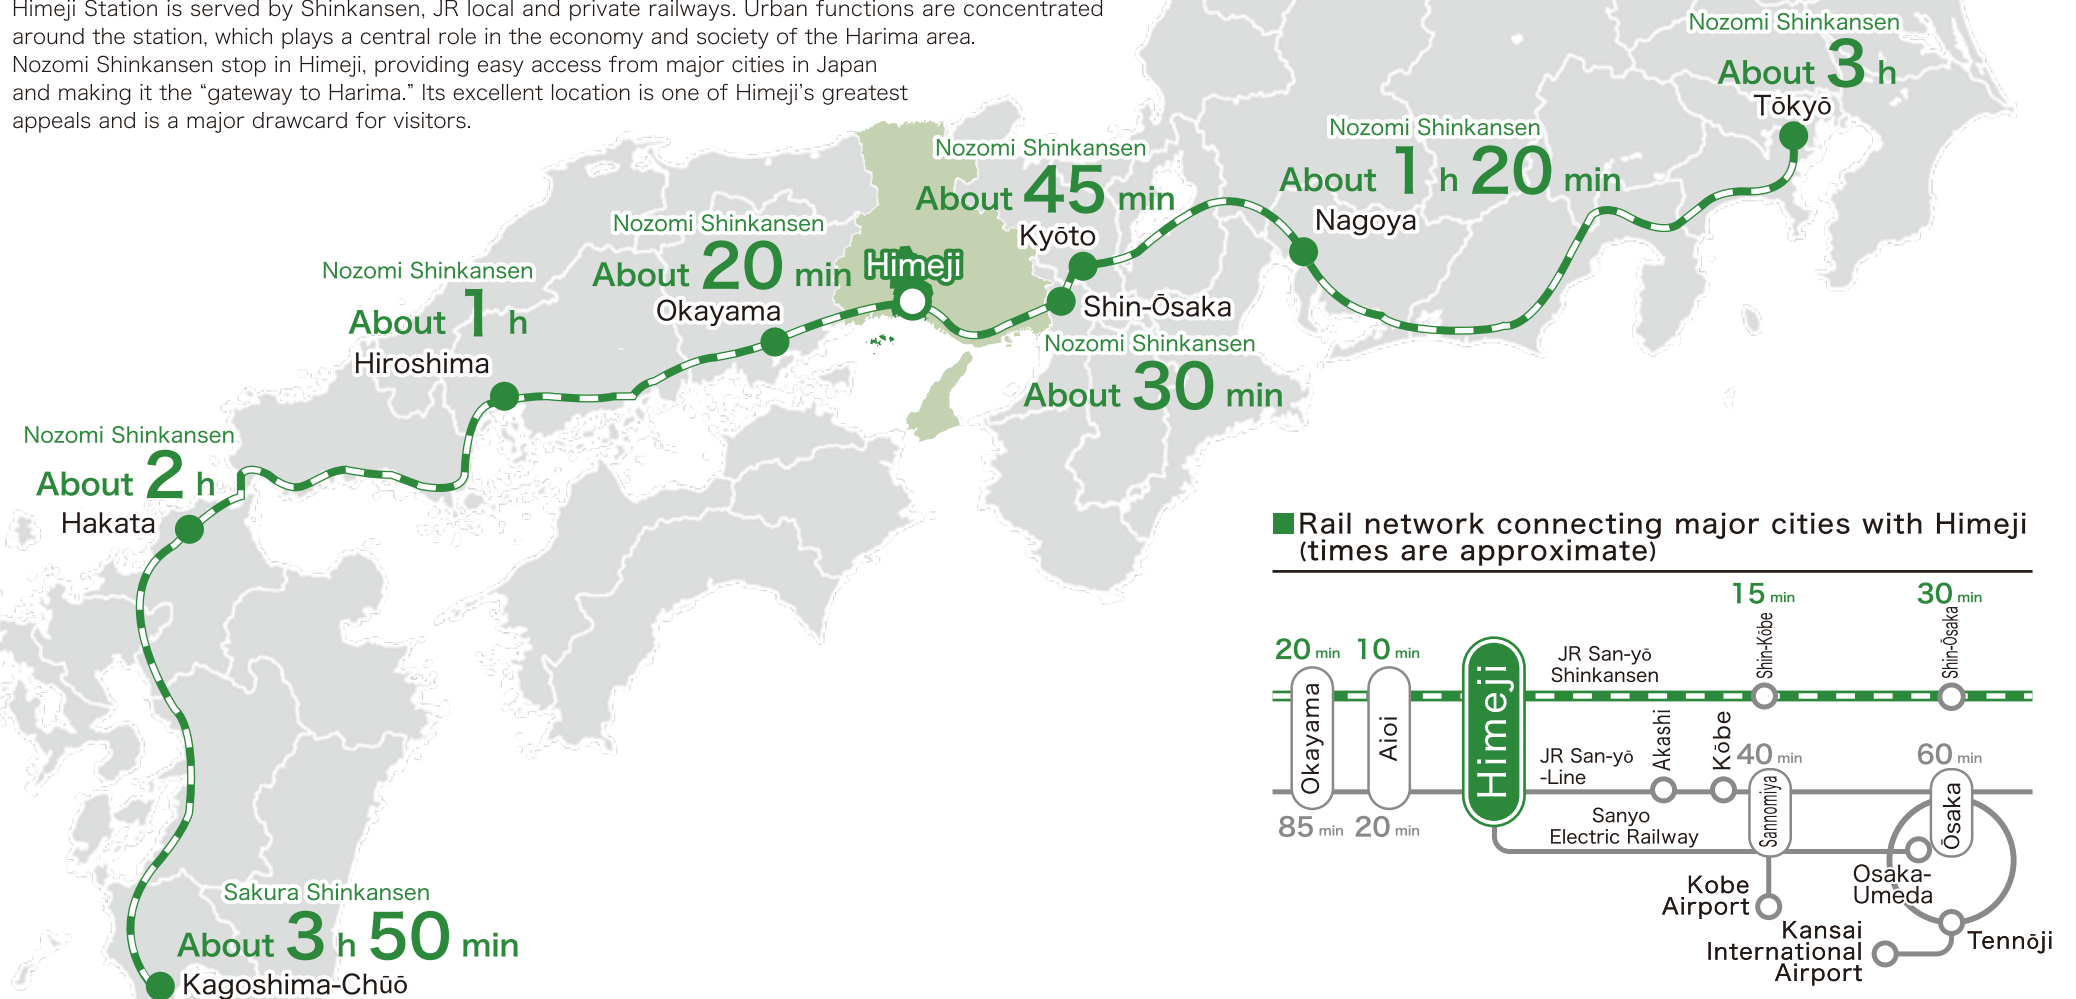 Himeji Station is served by Shinkansen, JR local and private railways. Urban functions are concentrated
around the station, which plays a central role in the economy and society of the Harima area.
Nozomi Shinkansen stop in Himeji, providing easy access from major cities in Japan
and making it the “gateway to Harima.” Its excellent location is one of Himeji’s greatest
appeals and is a major drawcard for visitors.
Nozomi Shinkansen
About 3 h
Tōkyō
Nozomi Shinkansen
About 1 h 20 min
Nagoya
Nozomi Shinkansen
About 45 min
Kyōto
Shin-Ōsaka
Nozomi Shinkansen
About 30 min
Himeji
Nozomi Shinkansen
About 20 min
Okayama
Nozomi Shinkansen
About 1 h
Hiroshima
Nozomi Shinkansen
About 2 h
Hakata
Sakura Shinkansen
About 3 h 50 min
Kagoshima-Chūō
Rail network connecting major cities with Himeji
(times are approximate)
15 min
30 min
Shin-Kōbe
Shin-Ōsaka
20 min
10 min
JR San-yō
Shinkansen
Okayama
Aioi
Himeji
Akashi
Kōbe
40 min
60 min
JR San-yō
-Line
Sannomiya
Ōsaka
85 min
20 min
Sanyo
Electric Railway
Osaka-
Umeda
Kobe
Airport
Kansai
International
Airport
Tennōji